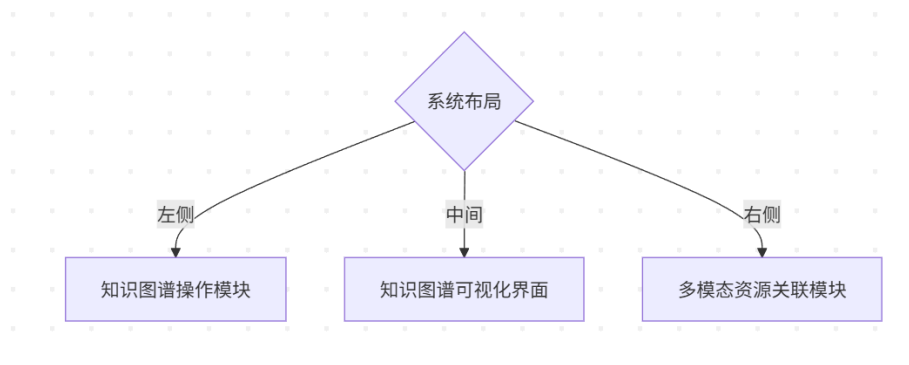 系统布局
左侧
中间
右侧
知识图谱操作模块
知识图谱可视化界面
多模态资源关联模块